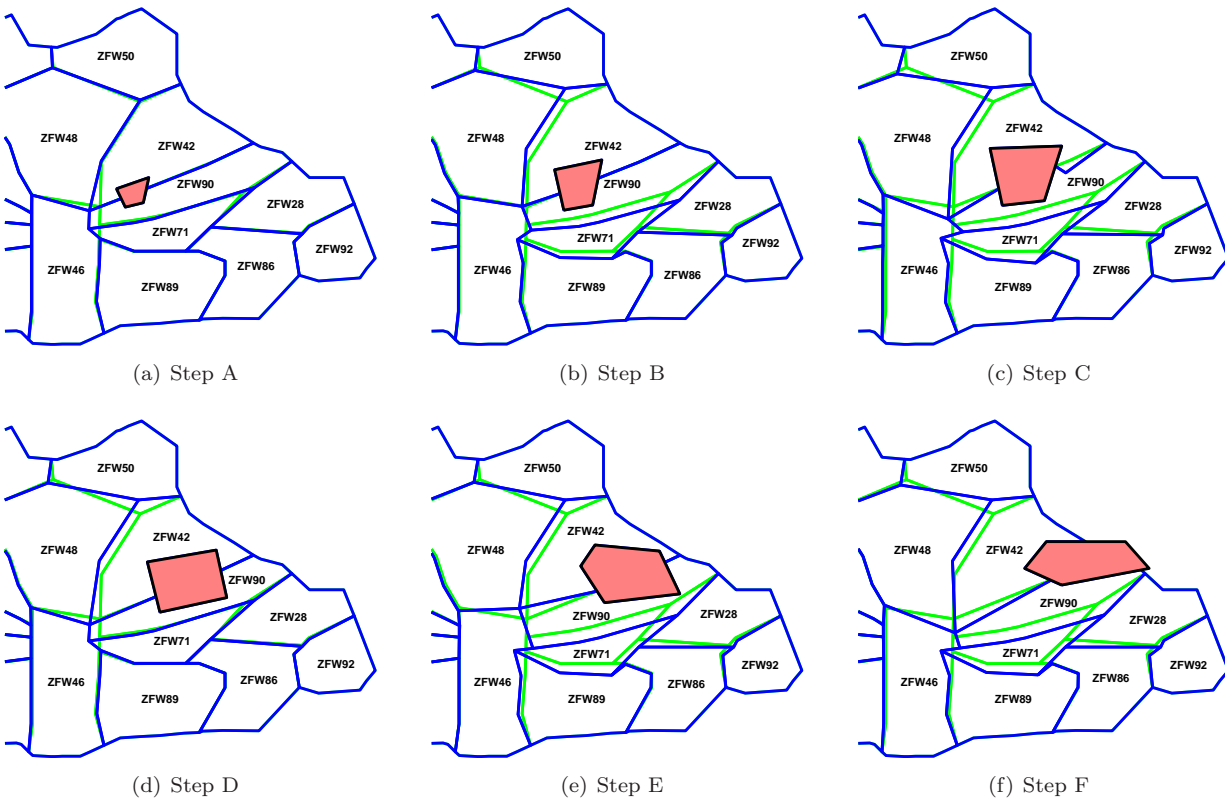 ZFW50
ZFW48
ZFW42
ZFW90
ZFW28
ZFW71
ZFW92
ZFW86
ZFW46
ZFW89
(a) Step A
ZFW50
ZFW48
ZFW42
ZFW90
ZFW28
ZFW71
ZFW92
ZFW86
ZFW46
ZFW89
(b) Step B
ZFW50
ZFW42
ZFW48
ZFW90
ZFW28
ZFW71
ZFW92
ZFW86
ZFW46
ZFW89
(c) Step C
ZFW50
ZFW42
ZFW48
ZFW90
ZFW28
ZFW71
ZFW92
ZFW86
ZFW46
ZFW89
(d) Step D
ZFW50
ZFW42
ZFW48
ZFW90
ZFW28
ZFW71
ZFW92
ZFW86
ZFW46
ZFW89
(e) Step E
ZFW50
ZFW48
ZFW42
ZFW90
ZFW28
ZFW71
ZFW92
ZFW86
ZFW46
ZFW89
(f) Step F